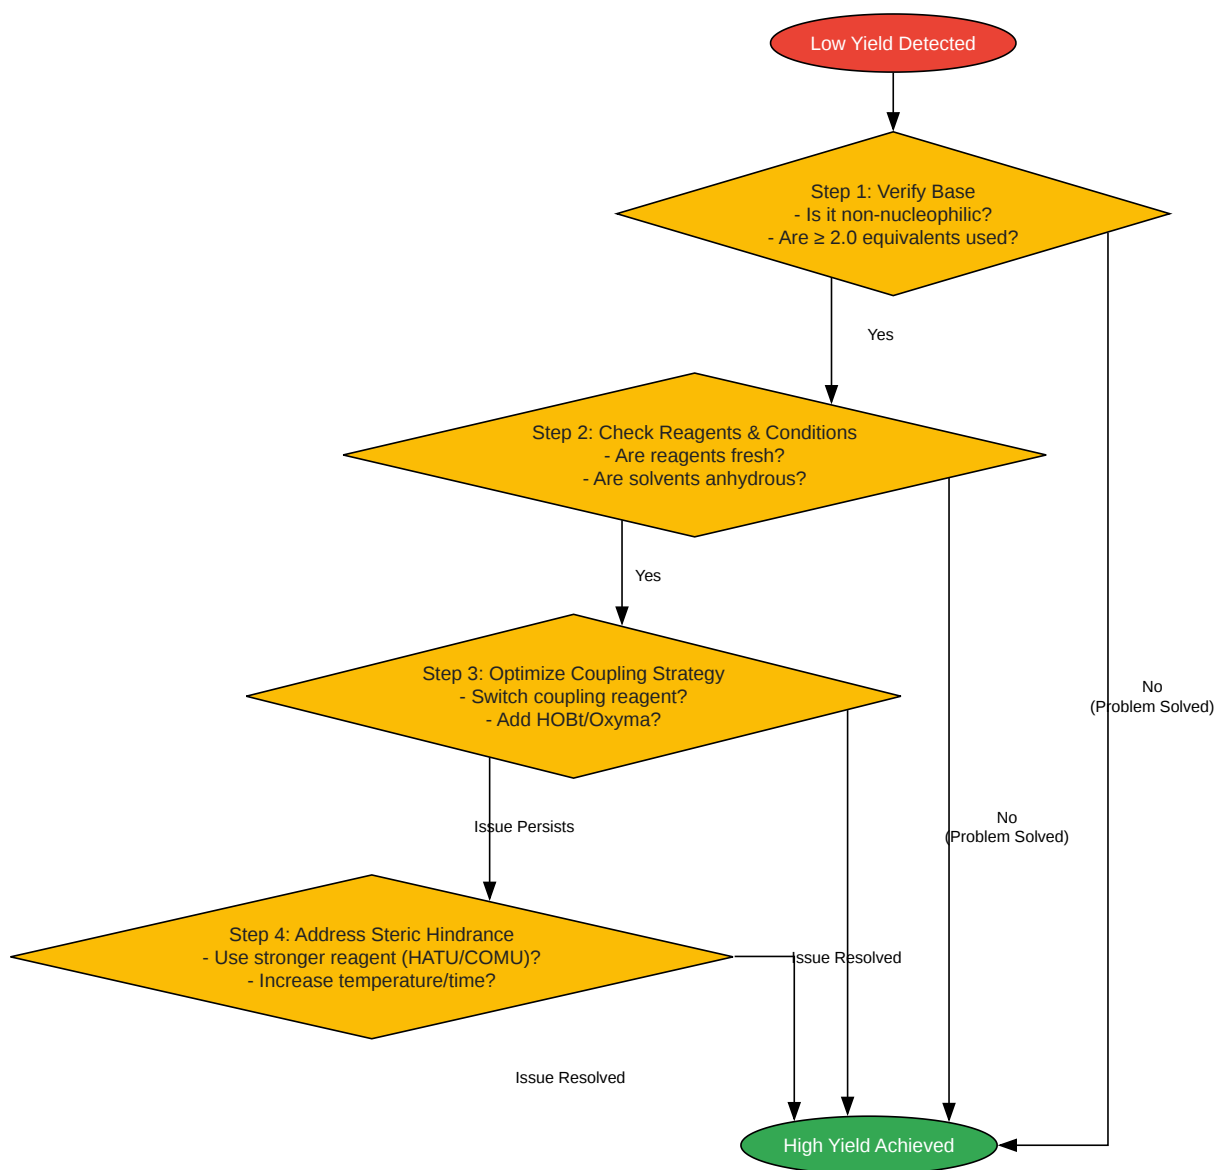 Low Yield Detected
Step 1: Verify Base
- Is it non-nucleophilic?
- Are ≥ 2.0 equivalents used?
Yes
Step 2: Check Reagents & Conditions
- Are reagents fresh?
- Are solvents anhydrous?
Yes
Step 3: Optimize Coupling Strategy
- Switch coupling reagent?
- Add HOBt/Oxyma?
No
(Problem Solved)
Issue Persists
No
(Problem Solved)
Step 4: Address Steric Hindrance
- Use stronger reagent (HATU/COMU)?
- Increase temperature/time?
Issue Resolved
Issue Resolved
High Yield Achieved